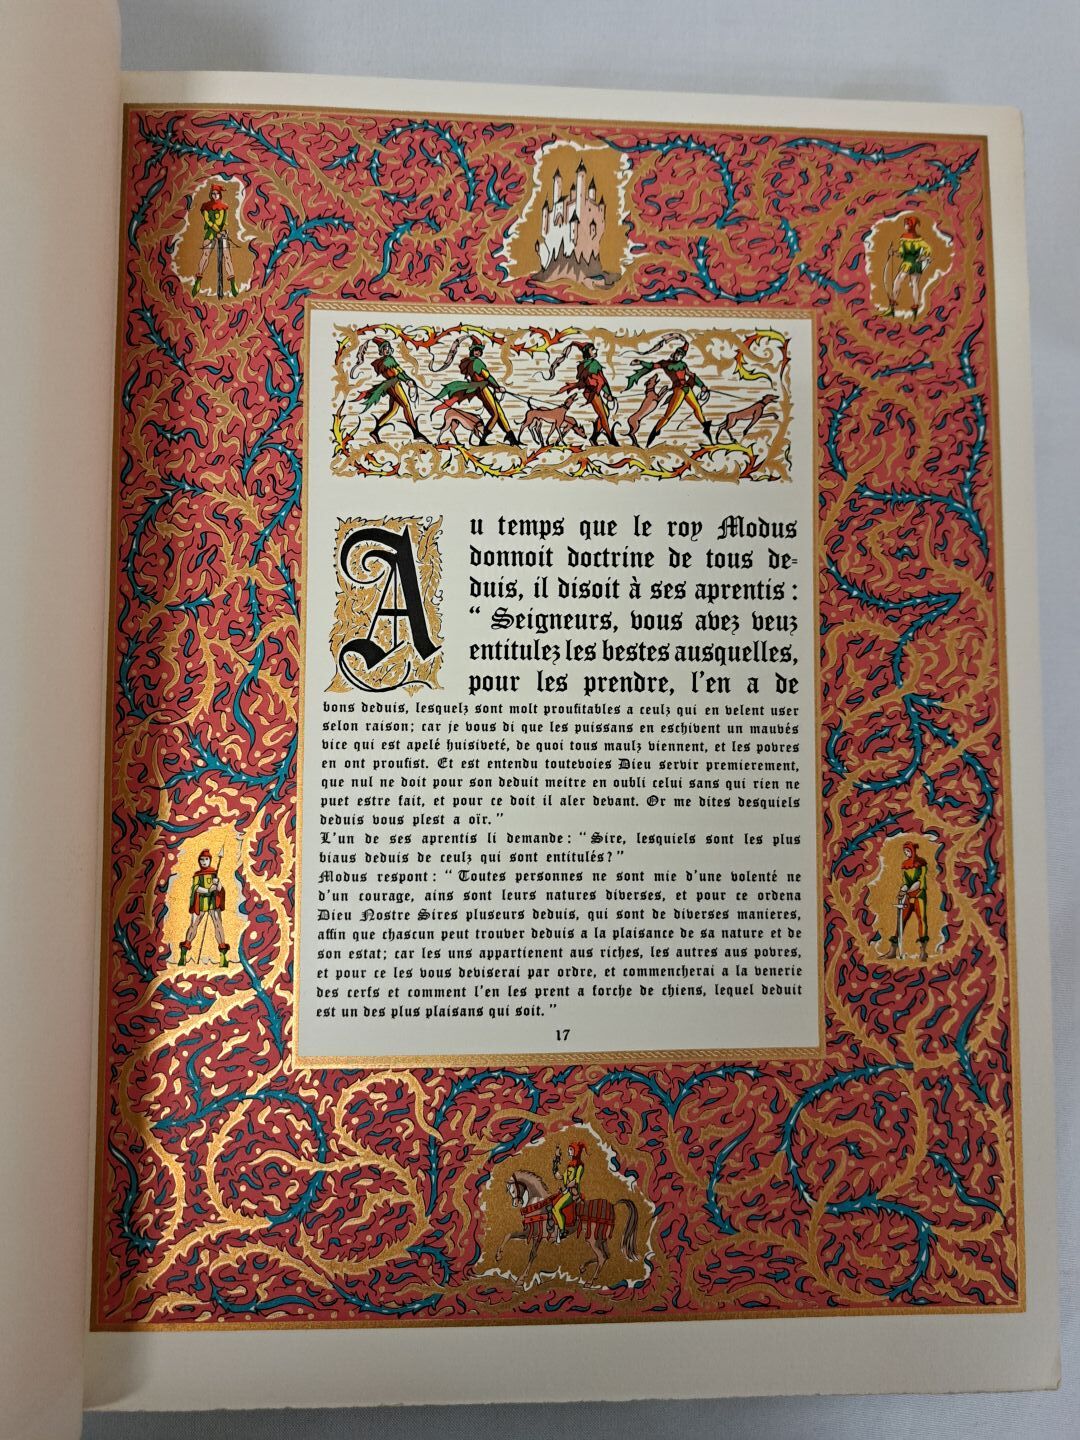 Au temps que le roy Modus
donnoit doctrine de tous de-
duis, il disoit à ses aprentis :
“ Seigneurs, vous avez veuz
entitulez les bestes ausquelles,
pour les prendre, l'en a de
bons deduis, lesquelz sont molt proufitables a ceulz qui en velent user
selon raison; car je vous di que les puissans en eschivent un mauvés
vice qui est apelé huisiveté, de quoi tous maulz viennent, et les povres
en ont proufist. Et est entendu toutevoies Dieu servir premierement,
que nul ne doit pour son deduit meitre en oubli celui sans qui rien ne
puet estre fait, et pour ce doit il aler devant. Or me dites desquiels
deduis vous plest a oïr. ”
L'un de ses aprentis li demande : “ Sire, lesquiels sont les plus
biaus deduis de ceulz qui sont entitulés ? ”
Modus respont : “ Toutes personnes ne sont mie d'une volenté ne
d'un courage, ains sont leurs natures diverses, et pour ce ordena
Dieu Nostre Sires pluseurs deduis, qui sont de diverses manieres,
affin que chascun peut trouver deduis a la plaisance de sa nature et de
son estat; car les uns appartienent aus riches, les autres aus povres,
et pour ce les vous deviserai par ordre, et commencherai a la venerie
des cerfs et comment l'en les prent a forche de chiens, lequel deduit
est un des plus plaisans qui soit. ”
17